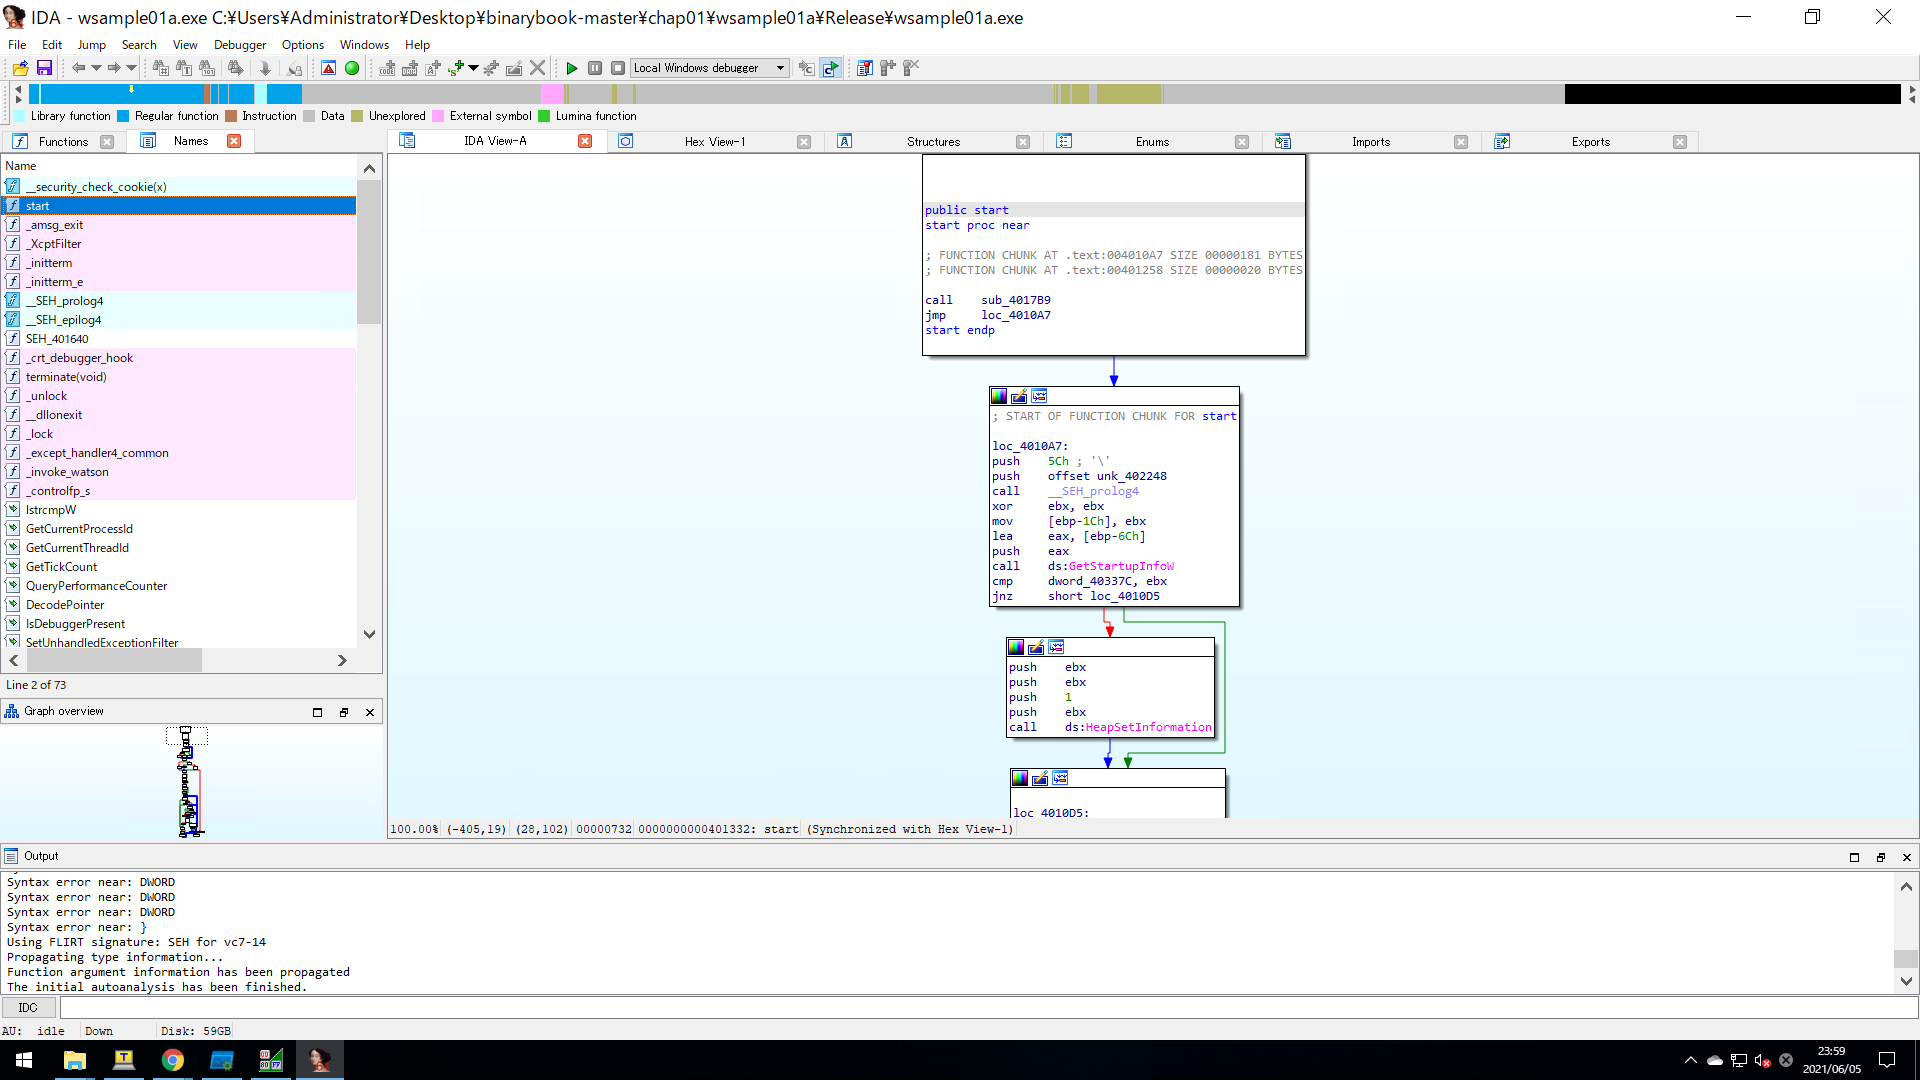 IDA - wsample01a.exe C:¥Users¥Administrator¥Desktop¥binarybook-master¥chap01¥wsample01a¥Release¥wsample01a.exe
File Edit Jump Search View Debugger Options Windows Help
Local Windows debugger
Library function Regular function Instruction Data Unexplored External symbol Lumina function
Functions Names IDA View-A Hex View-1 Structures Enums Imports Exports
Name
__security_check_cookie(x)
start
_amsg_exit
_XcptFilter
_initterm
_initterm_e
__SEH_prolog4
__SEH_epilog4
SEH_401640
_crt_debugger_hook
terminate(void)
_unlock
__dllonexit
_lock
_except_handler4_common
_invoke_watson
_controlfp_s
lstrcmpW
GetCurrentProcessId
GetCurrentThreadId
GetTickCount
QueryPerformanceCounter
DecodePointer
IsDebuggerPresent
SetUnhandledExceptionFilter
Line 2 of 73
Graph overview
public start
start proc near
; FUNCTION CHUNK AT .text:004010A7 SIZE 00000181 BYTES
; FUNCTION CHUNK AT .text:00401258 SIZE 00000020 BYTES
call sub_4017B9
jmp loc_4010A7
start endp
; START OF FUNCTION CHUNK FOR start
loc_4010A7:
push 5Ch ; '\'
push offset unk_402248
call __SEH_prolog4
xor ebx, ebx
mov [ebp-1Ch], ebx
lea eax, [ebp-6Ch]
push eax
call ds:GetStartupInfoW
cmp dword_40337C, ebx
jnz short loc_4010D5
push ebx
push ebx
push 1
push ebx
call ds:HeapSetInformation
loc_4010D5:
100.00% (-405,19) (28,102) 00000732 0000000000401332: start (Synchronized with Hex View-1)
Output
Syntax error near: DWORD
Syntax error near: DWORD
Syntax error near: DWORD
Syntax error near: }
Using FLIRT signature: SEH for vc7-14
Propagating type information...
Function argument information has been propagated
The initial autoanalysis has been finished.
IDC
AU: idle Down Disk: 59GB
23:59
2021/06/05